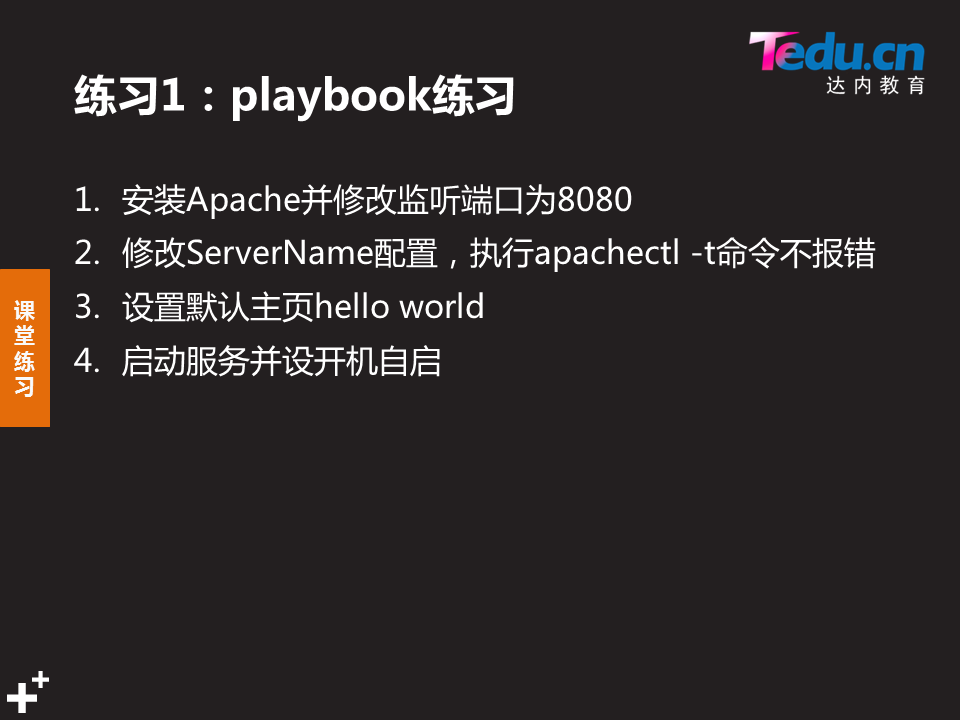 Tedu.cn
达内教育
练习1：playbook练习
1. 安装Apache并修改监听端口为8080
2. 修改ServerName配置，执行apachectl -t命令不报错
3. 设置默认主页hello world
4. 启动服务并设开机自启
课堂练习